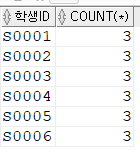 학생ID COUNT(*)
S0001 3
S0002 3
S0003 3
S0004 3
S0005 3
S0006 3